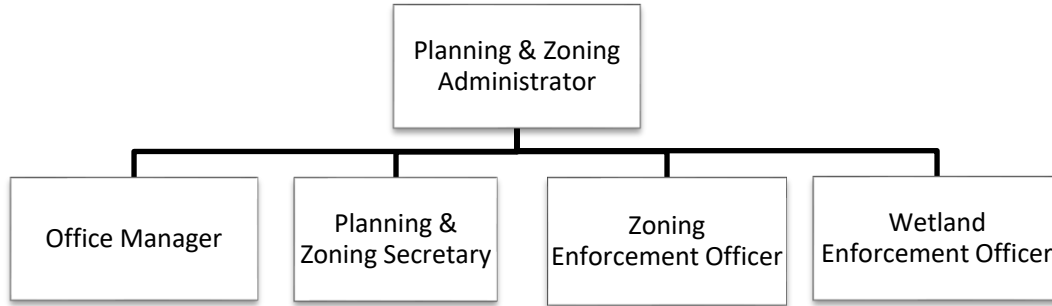 Planning & Zoning
Administrator
Office Manager
Planning &
Zoning Secretary
Zoning
Enforcement Officer
Wetland
Enforcement Officer